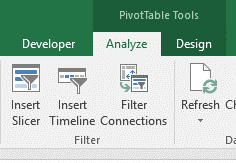 PivotTable Tools
Developer Analyze Design
Insert Slicer
Insert Timeline
Filter Connections
Refresh
Filter